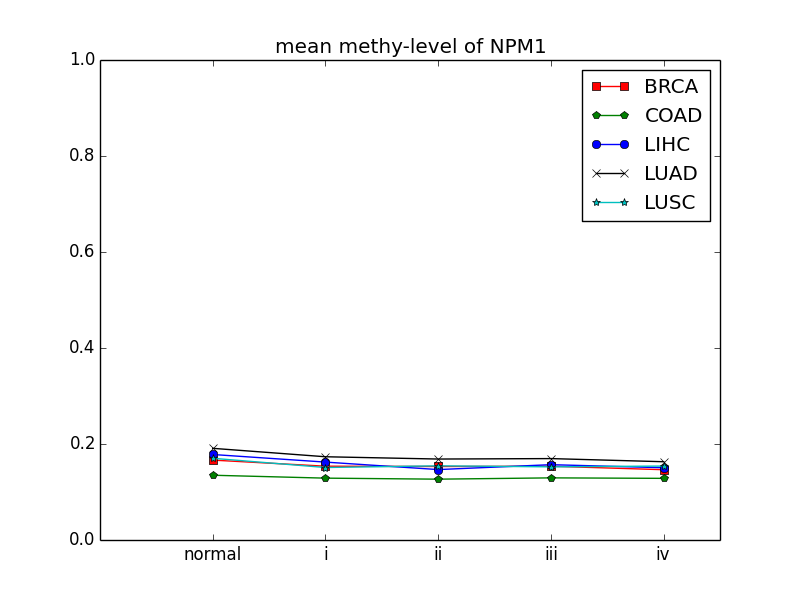 mean methy-level of NPM1
1.0
0.8
0.6
0.4
0.2
0.0
normal i ii iii iv
BRCA
COAD
LIHC
LUAD
LUSC